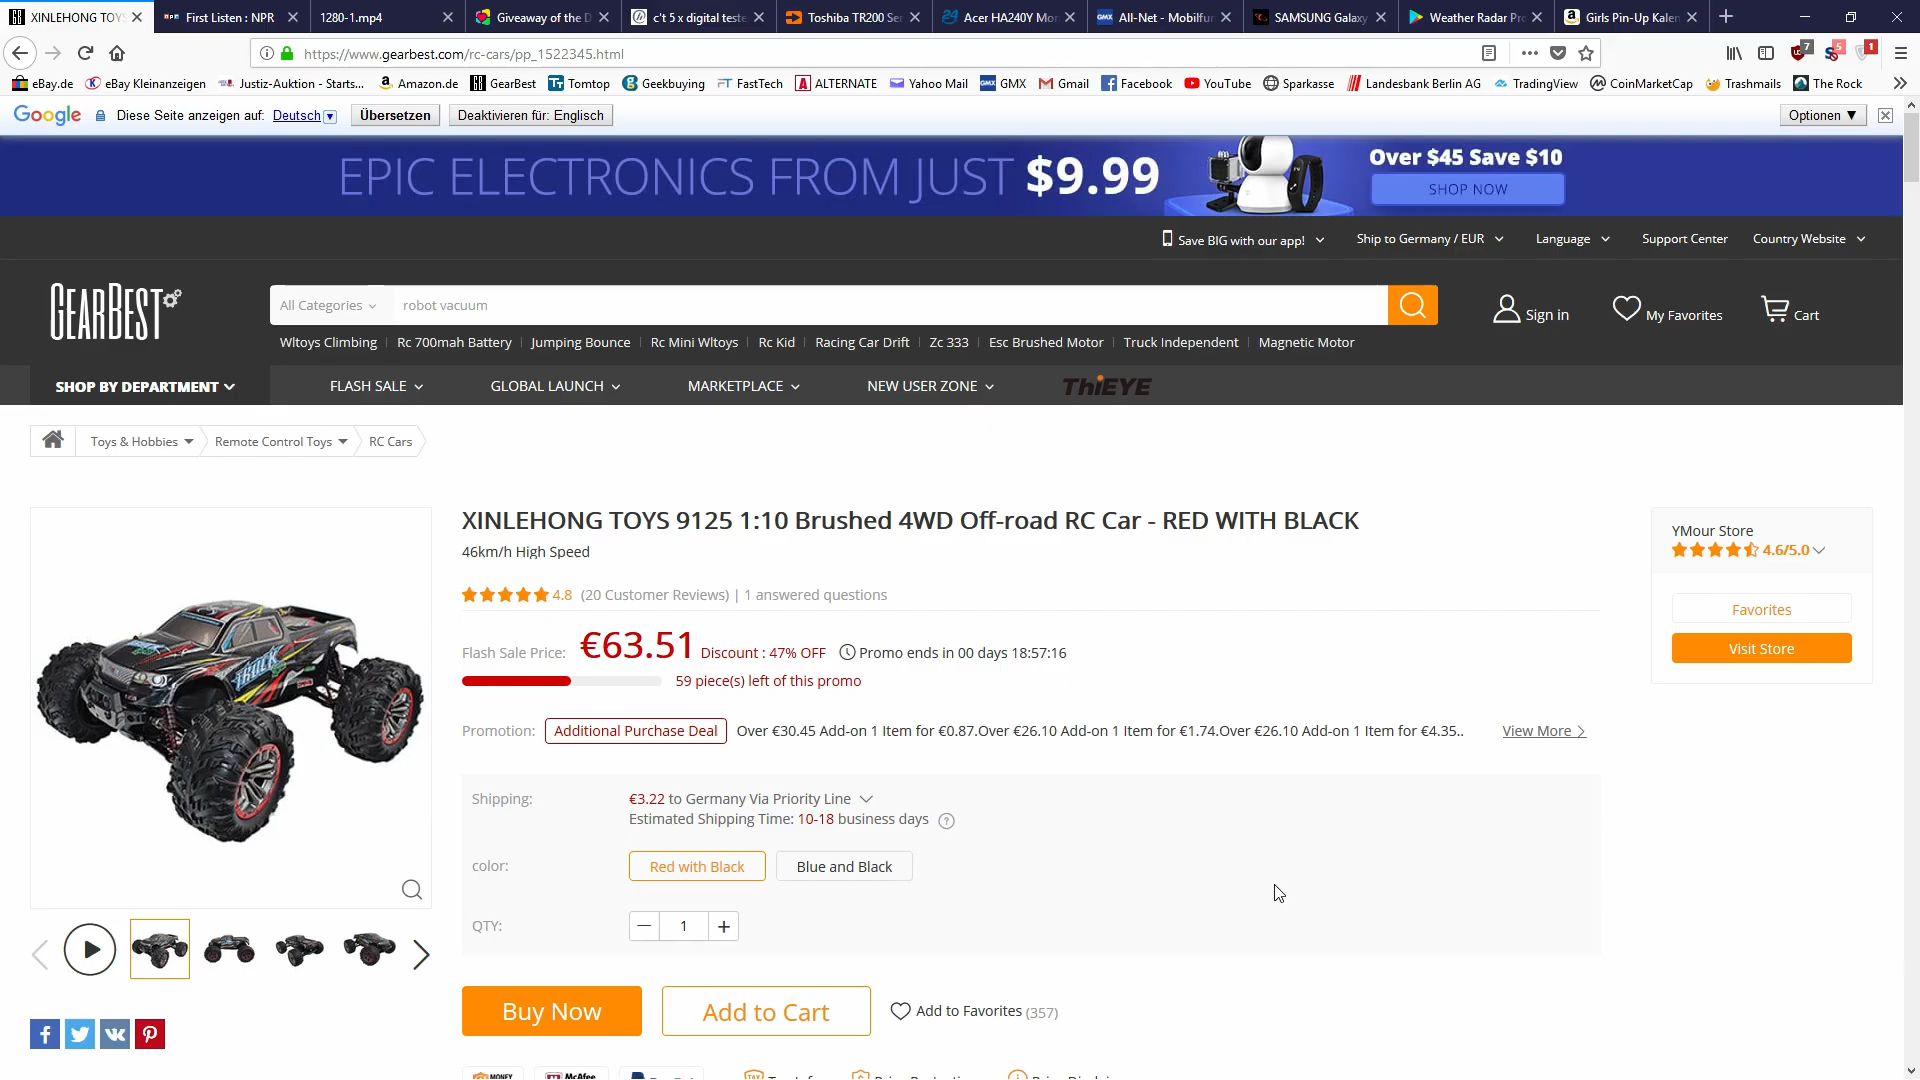 XINLEHONG TOYS
First Listen : NPR
1280-1.mp4
Giveaway of the D
c't 5 x digital teste
Toshiba TR200 Ser
Acer HA240Y Mon
All-Net - Mobilfun
SAMSUNG Galaxy
Weather Radar Pro
Girls Pin-Up Kalen
https://www.gearbest.com/rc-cars/pp_1522345.html
7
5
1
eBay.de
eBay Kleinanzeigen
Justiz-Auktion - Starts...
Amazon.de
GearBest
Tomtop
Geekbuying
FastTech
ALTERNATE
Yahoo Mail
GMX
Gmail
Facebook
YouTube
Sparkasse
Landesbank Berlin AG
TradingView
CoinMarketCap
Trashmails
The Rock
Google Diese Seite anzeigen auf: Deutsch Übersetzen Deaktivieren für: Englisch Optionen ▼
EPIC ELECTRONICS FROM JUST $9.99
Over $45 Save $10
SHOP NOW
Save BIG with our app! Ship to Germany / EUR Language Support Center Country Website
GEARBEST
All Categories robot vacuum
Sign in My Favorites Cart
Wltoys Climbing Rc 700mah Battery Jumping Bounce Rc Mini Wltoys Rc Kid Racing Car Drift Zc 333 Esc Brushed Motor Truck Independent Magnetic Motor
SHOP BY DEPARTMENT FLASH SALE GLOBAL LAUNCH MARKETPLACE NEW USER ZONE ThiEYE
Toys & Hobbies Remote Control Toys RC Cars
XINLEHONG TOYS 9125 1:10 Brushed 4WD Off-road RC Car - RED WITH BLACK
46km/h High Speed
4.8 (20 Customer Reviews) | 1 answered questions
Flash Sale Price: €63.51 Discount : 47% OFF Promo ends in 00 days 18:57:16
59 piece(s) left of this promo
Promotion: Additional Purchase Deal Over €30.45 Add-on 1 Item for €0.87.Over €26.10 Add-on 1 Item for €1.74.Over €26.10 Add-on 1 Item for €4.35.. View More >
Shipping: €3.22 to Germany Via Priority Line
Estimated Shipping Time: 10-18 business days ?
color: Red with Black Blue and Black
QTY: — 1 +
Buy Now Add to Cart Add to Favorites (357)
YMour Store
4.6/5.0
Favorites
Visit Store
TRUCK
MONEY
McAfee